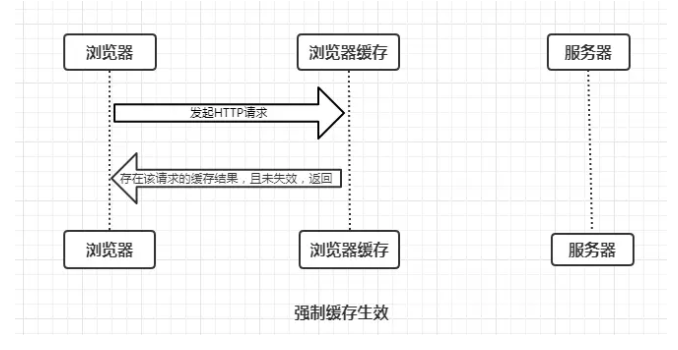 浏览器
浏览器缓存
服务器
发起HTTP请求
存在该请求的缓存结果，且未失效，返回
浏览器
浏览器缓存
服务器
强制缓存生效